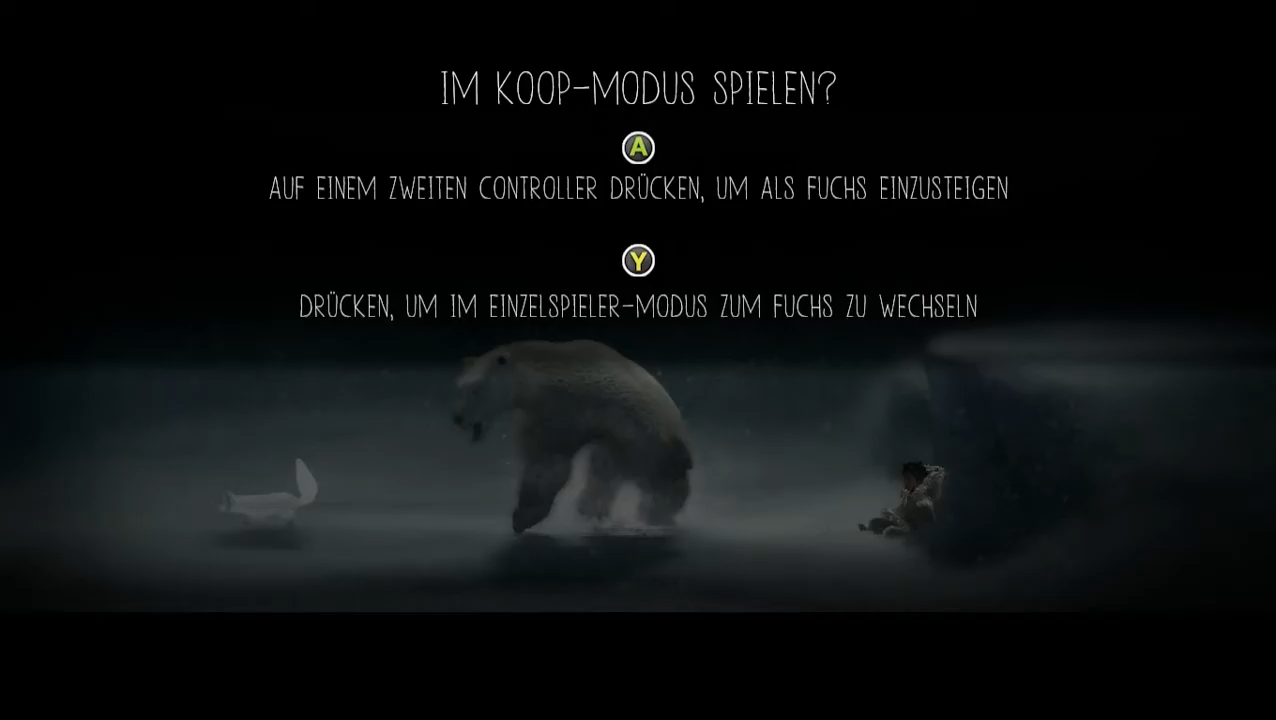 IM KOOP-MODUS SPIELEN?
A
AUF EINEM ZWEITEN CONTROLLER DRÜCKEN, UM ALS FUCHS EINZUSTEIGEN
Y
DRÜCKEN, UM IM EINZELSPIELER-MODUS ZUM FUCHS ZU WECHSELN